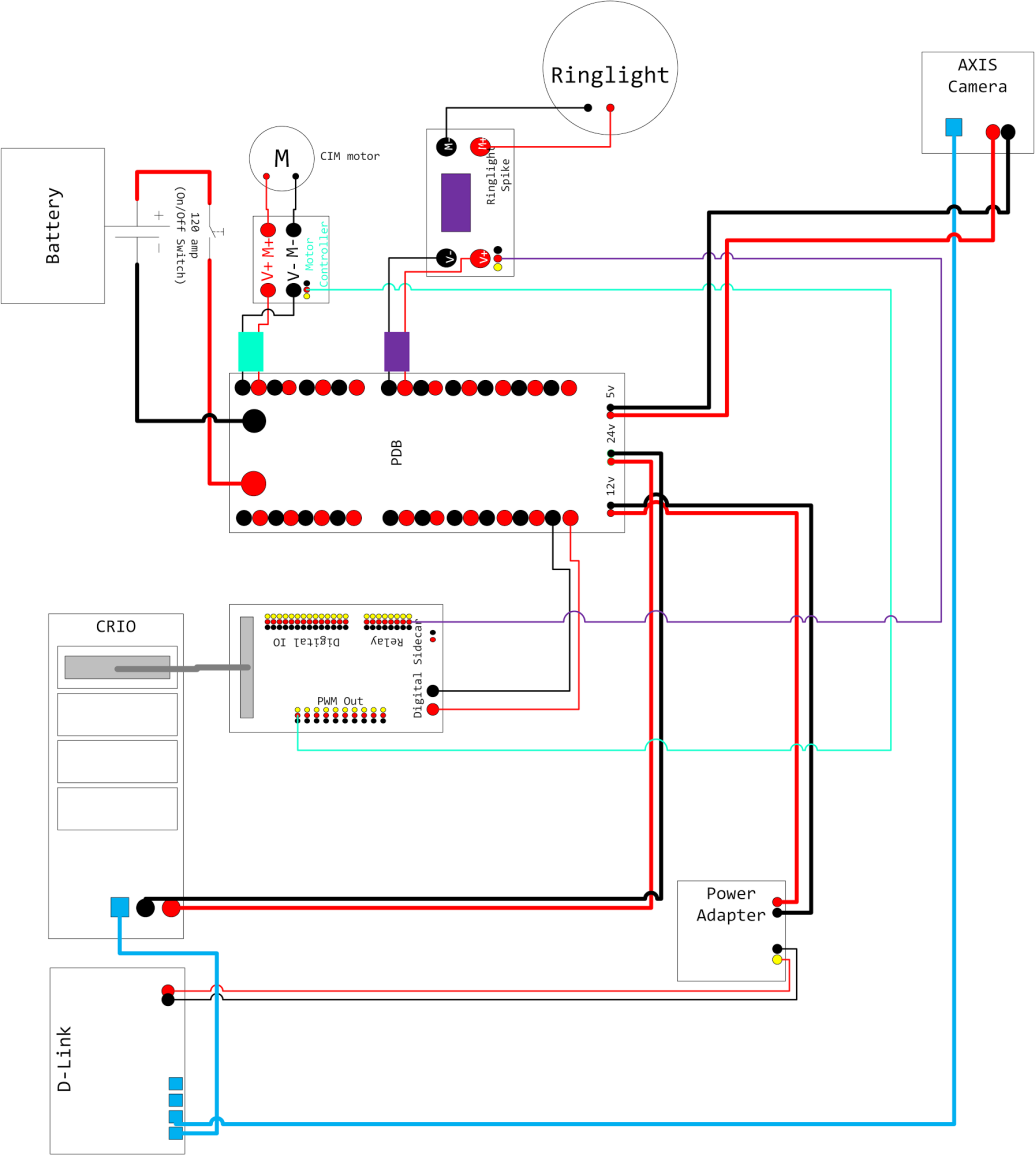 Ringlight
AXIS
Camera
M
CIM motor
M-
M+
Ringlight
Spike
Battery
+
−
120 amp
(On/Off Switch)
V+ M+
V- M-
Motor
Controller
V-
V+
5v
24v
12v
PDB
CRIO
Digital IO
Relay
Digital Sidecar
PWM Out
Power
Adapter
D-Link